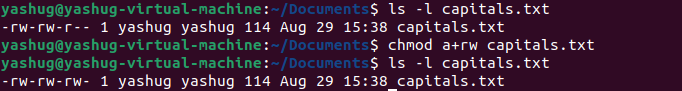 yashug@yashug-virtual-machine:~/Documents$ ls -l capitals.txt
-rw-rw-r-- 1 yashug yashug 114 Aug 29 15:38 capitals.txt
yashug@yashug-virtual-machine:~/Documents$ chmod a+rw capitals.txt
yashug@yashug-virtual-machine:~/Documents$ ls -l capitals.txt
-rw-rw-rw- 1 yashug yashug 114 Aug 29 15:38 capitals.txt